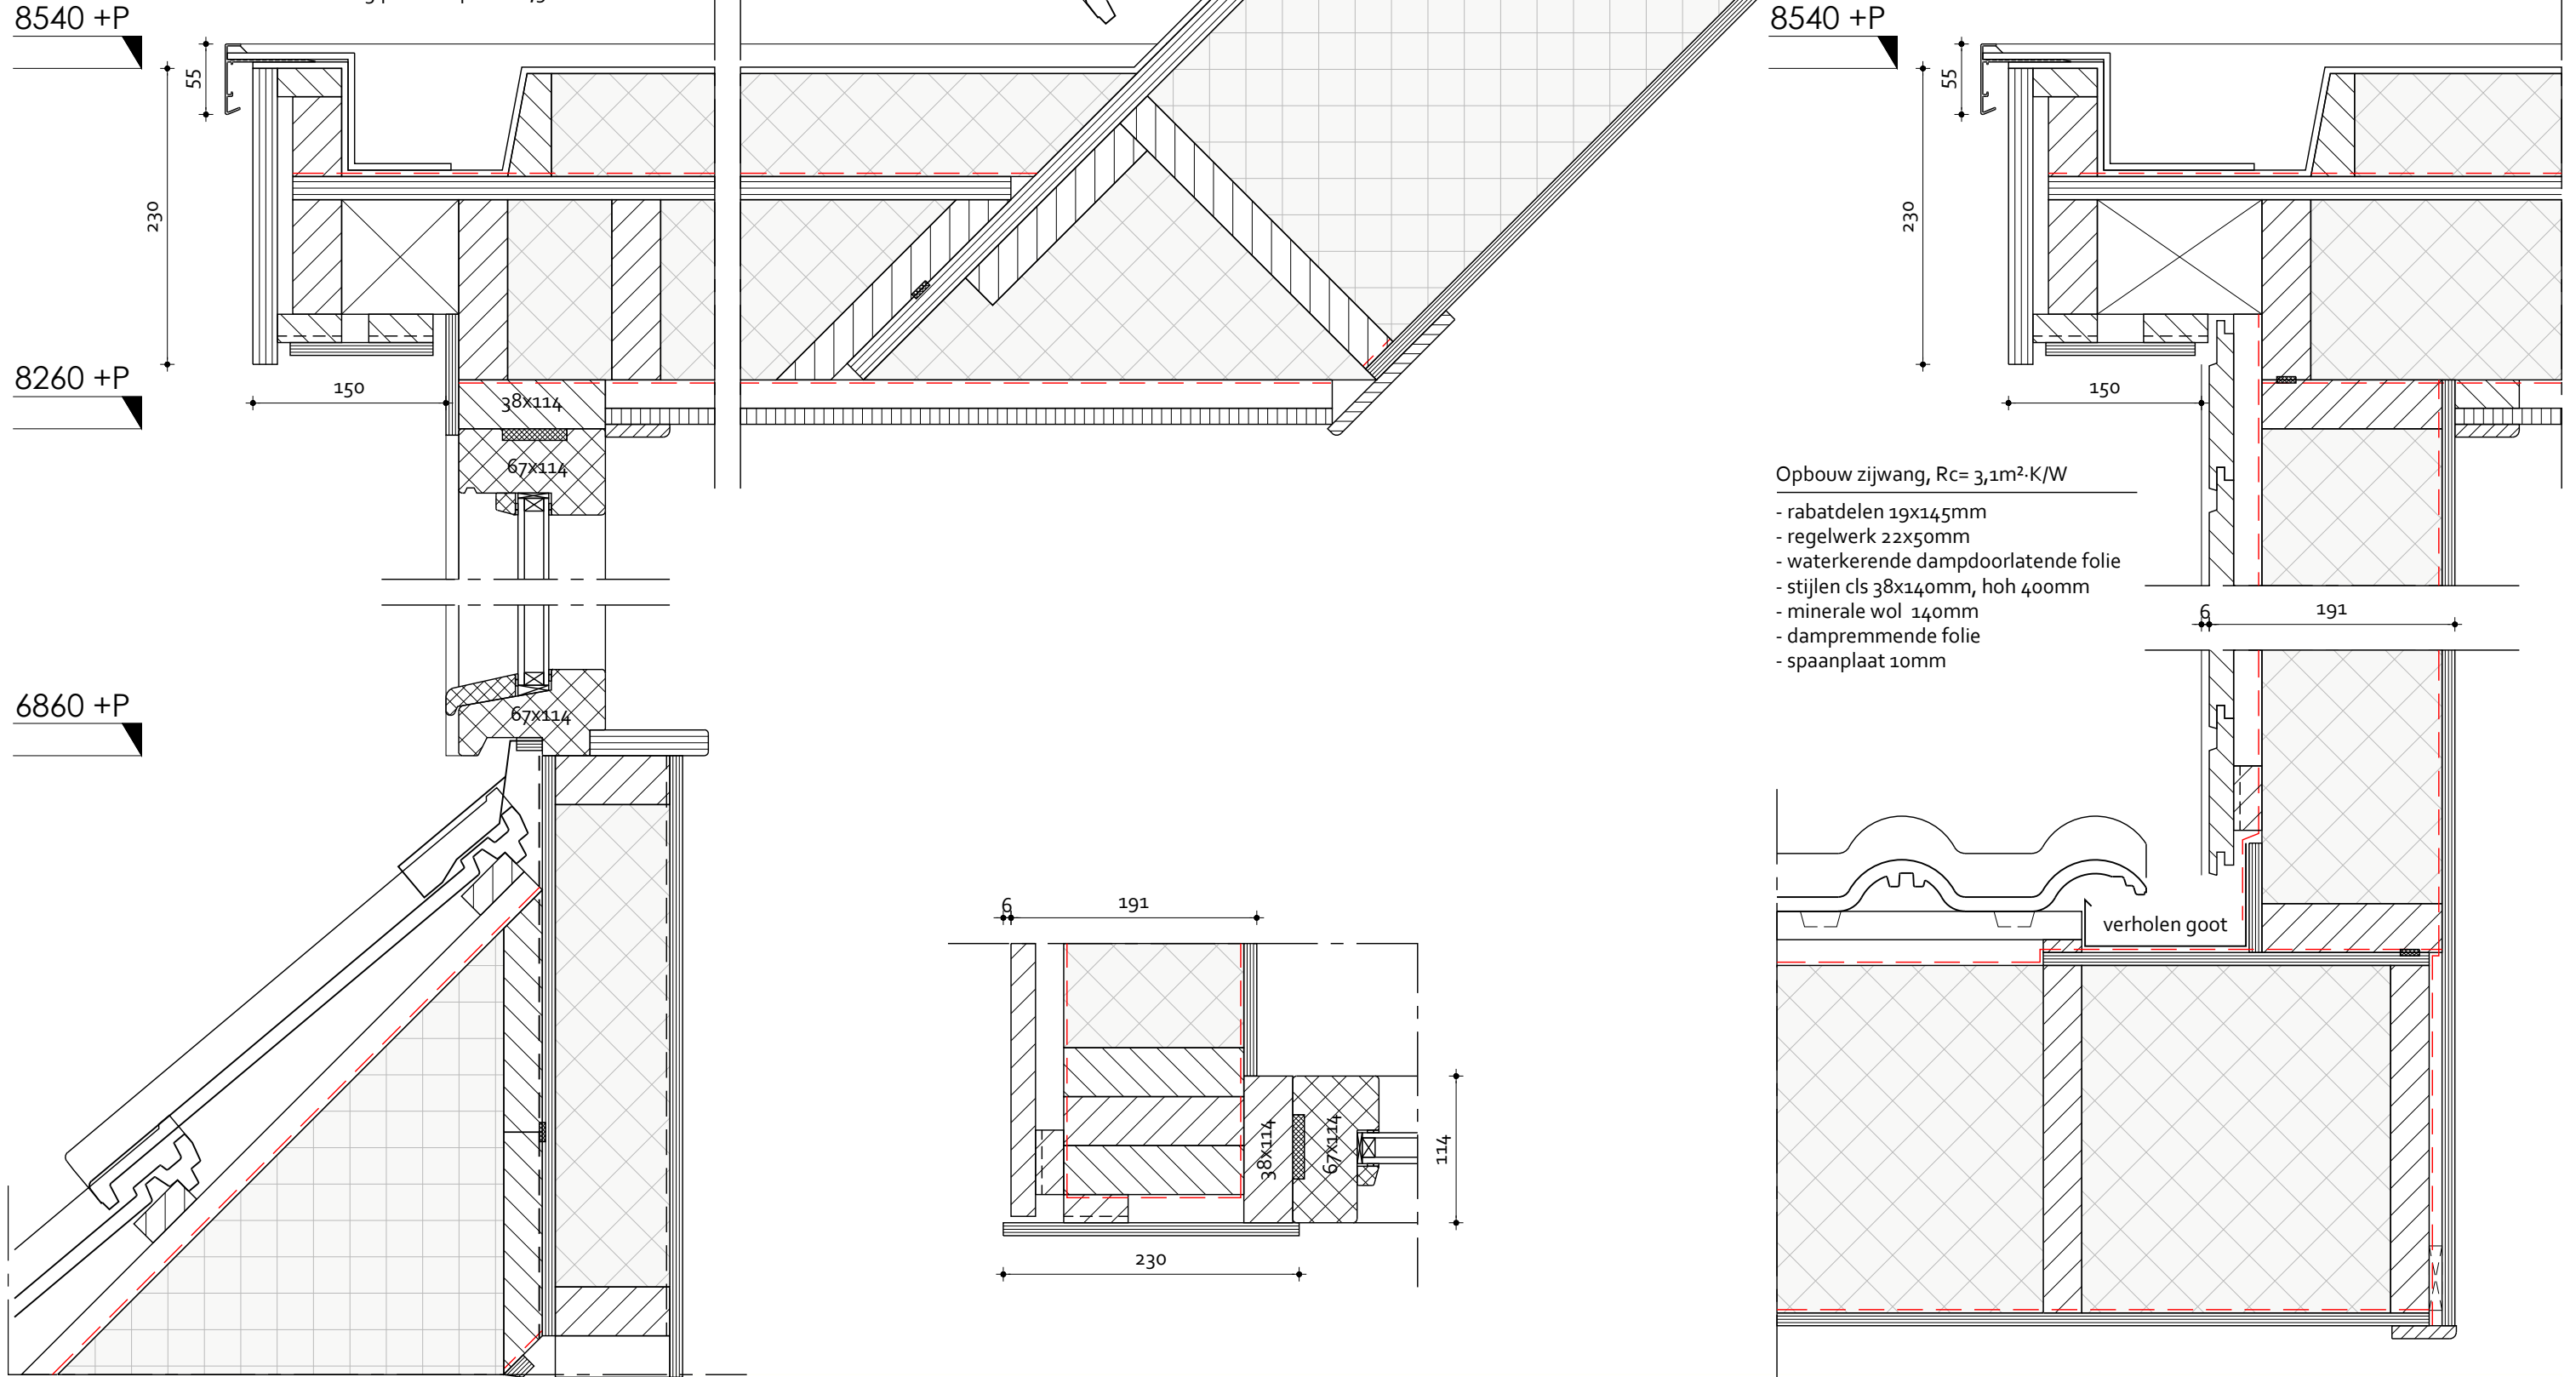 8540 +P
55
230
8260 +P
150
38x114
67x114
6860 +P
67x114
6
191
38x114
67x114
114
230
8540 +P
55
230
150
Opbouw zijwang, Rc= 3,1m²·K/W
- rabatdelen 19x145mm
- regelwerk 22x50mm
- waterkerende dampdoorlatende folie
- stijlen cls 38x140mm, hoh 400mm
- minerale wol 140mm
- dampremmende folie
- spaanplaat 10mm
6
191
verholen goot